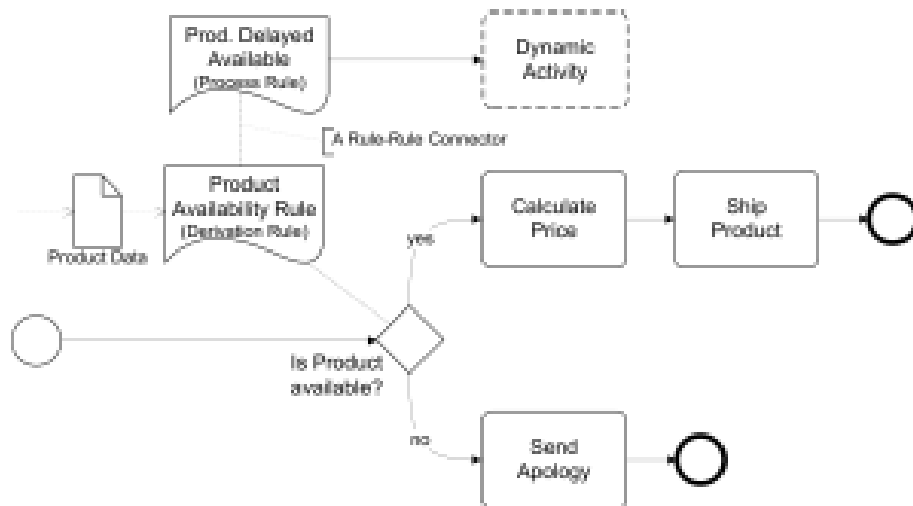 Prod. Delayed
Available
(Process Rule)
Dynamic
Activity
A Rule-Rule Connector
Product
Availability Rule
(Derivation Rule)
Product Data
Calculate
Price
Ship
Product
yes
Is Product
available?
no
Send
Apology